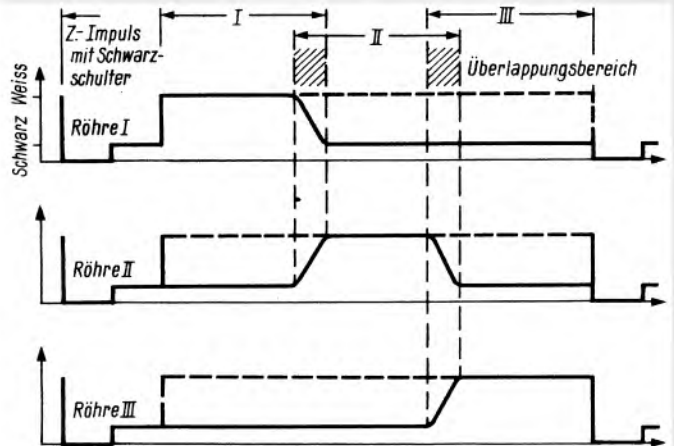 I
II
III
Z.-Impuls
mit Schwarz-
schulter
Überlappungsbereich
Schwarz Weiss
Röhre I
Röhre II
Röhre III